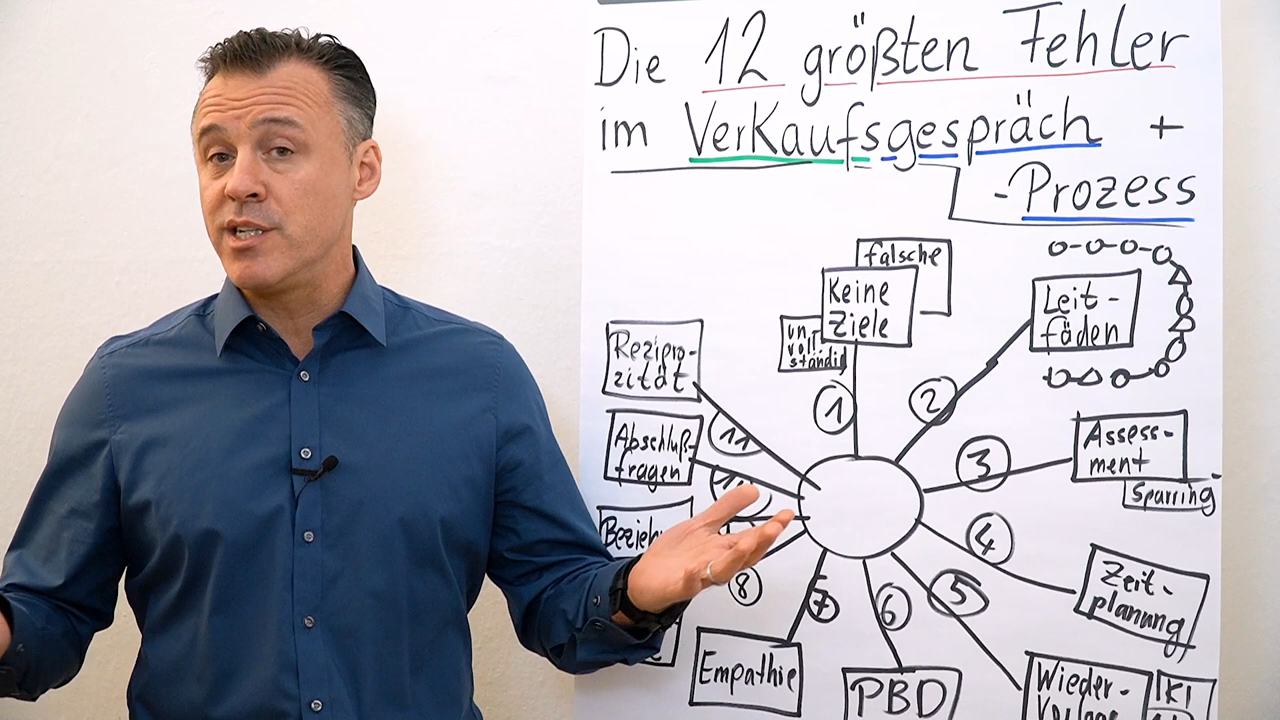 Die 12 größten Fehler
im Verkaufsgespräch +
-Prozess
falsche
Keine
Ziele
un
voll
ständig
1
2
Leit-
fäden
3
Assess-
ment
Sparring
4
Zeit-
planung
5
Wieder-
6
PBD
7
Empathie
8
Abschluß-
fragen
11
Rezipro-
zität